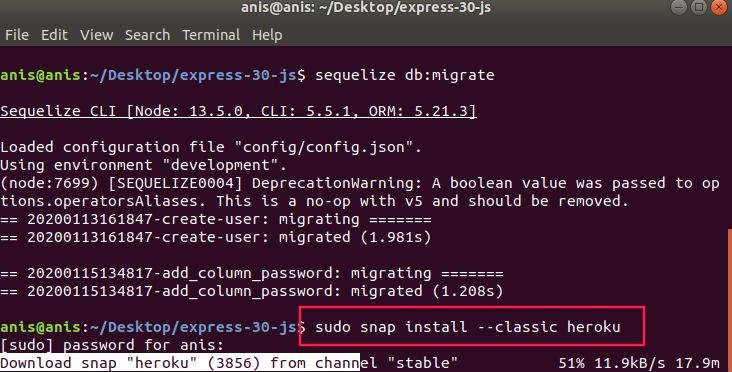 anis@anis: ~/Desktop/express-30-js
File Edit View Search Terminal Help
anis@anis:~/Desktop/express-30-js$ sequelize db:migrate
Sequelize CLI [Node: 13.5.0, CLI: 5.5.1, ORM: 5.21.3]
Loaded configuration file "config/config.json".
Using environment "development".
(node:7699) [SEQUELIZE0004] DeprecationWarning: A boolean value was passed to op
tions.operatorsAliases. This is a no-op with v5 and should be removed.
== 20200113161847-create-user: migrating =======
== 20200113161847-create-user: migrated (1.981s)
== 20200115134817-add_column_password: migrating =======
== 20200115134817-add_column_password: migrated (1.208s)
anis@anis:~/Desktop/express-30-js$ sudo snap install --classic heroku
[sudo] password for anis:
Download snap "heroku" (3856) from channel "stable" 51% 11.9kB/s 17.9m